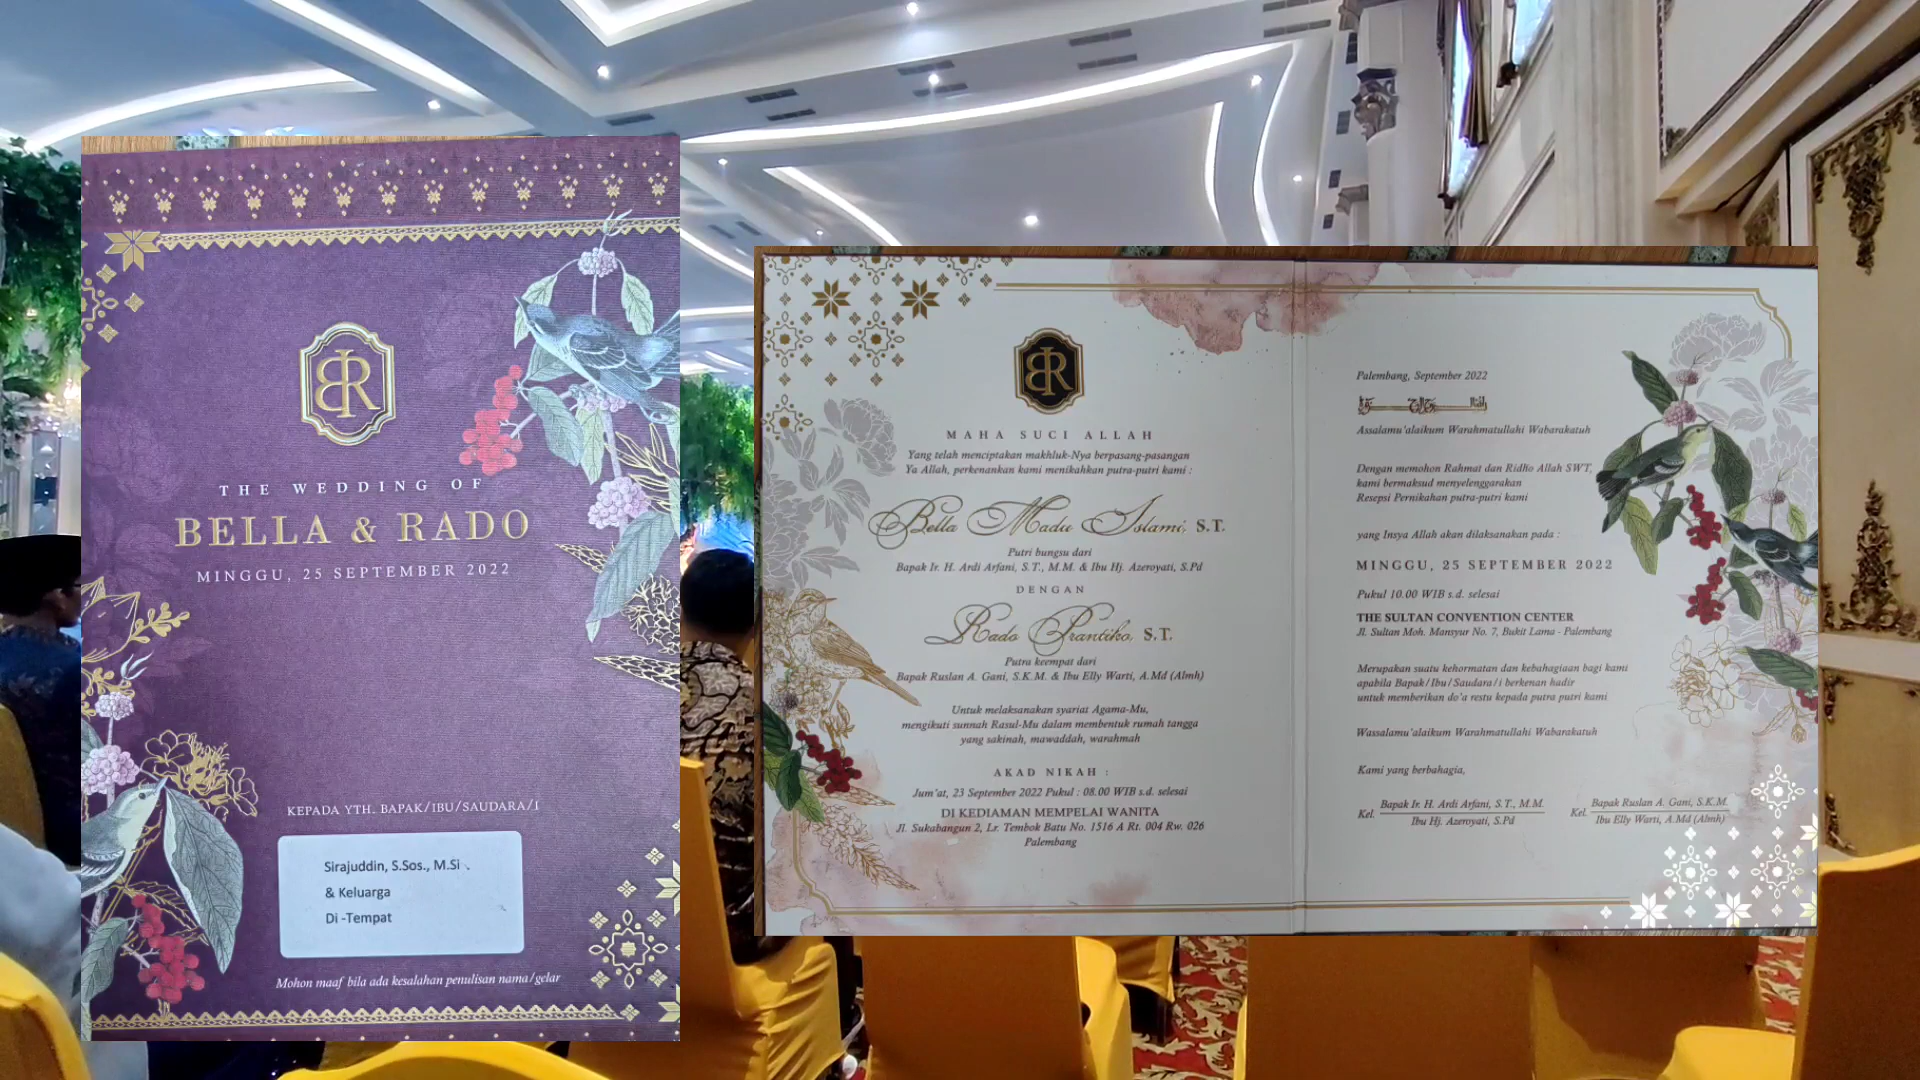 BR
THE WEDDING OF
BELLA & RADO
MINGGU, 25 SEPTEMBER 2022
KEPADA YTH. BAPAK/IBU/SAUDARA/I
Sirajuddin, S.Sos., M.Si
& Keluarga
Di -Tempat
Mohon maaf bila ada kesalahan penulisan nama/gelar
BR
MAHA SUCI ALLAH
Yang telah menciptakan makhluk-Nya berpasang-pasangan
Ya Allah, perkenankan kami menikahkan putra-putri kami :
Bella Madu Islami, S.T.
Putri bungsu dari
Bapak Ir. H. Ardi Arfani, S.T., M.M. & Ibu Hj. Azeroyati, S.Pd
DENGAN
Rado Prantiko, S.T.
Putra keempat dari
Bapak Ruslan A. Gani, S.K.M. & Ibu Elly Warti, A.Md (Almh)
Untuk melaksanakan syariat Agama-Mu,
mengikuti sunnah Rasul-Mu dalam membentuk rumah tangga
yang sakinah, mawaddah, warahmah
AKAD NIKAH :
Jum'at, 23 September 2022 Pukul : 08.00 WIB s.d. selesai
DI KEDIAMAN MEMPELAI WANITA
Jl. Sukabangun 2, Lr. Tembok Batu No. 1516 A Rt. 004 Rw. 026
Palembang
Palembang, September 2022
Assalamu'alaikum Warahmatullahi Wabarakatuh
Dengan memohon Rahmat dan Ridho Allah SWT,
kami bermaksud menyelenggarakan
Resepsi Pernikahan putra-putri kami
yang Insya Allah akan dilaksanakan pada :
MINGGU, 25 SEPTEMBER 2022
Pukul 10.00 WIB s.d. selesai
THE SULTAN CONVENTION CENTER
Jl. Sultan Moh. Mansyur No. 7, Bukit Lama - Palembang
Merupakan suatu kehormatan dan kebahagiaan bagi kami
apabila Bapak/Ibu/Saudara/i berkenan hadir
untuk memberikan do'a restu kepada putra putri kami
Wassalamu'alaikum Warahmatullahi Wabarakatuh
Kami yang berbahagia,
Kel. Bapak Ir. H. Ardi Arfani, S.T., M.M.
Ibu Hj. Azeroyati, S.Pd
Kel. Bapak Ruslan A. Gani, S.K.M.
Ibu Elly Warti, A.Md (Almh)